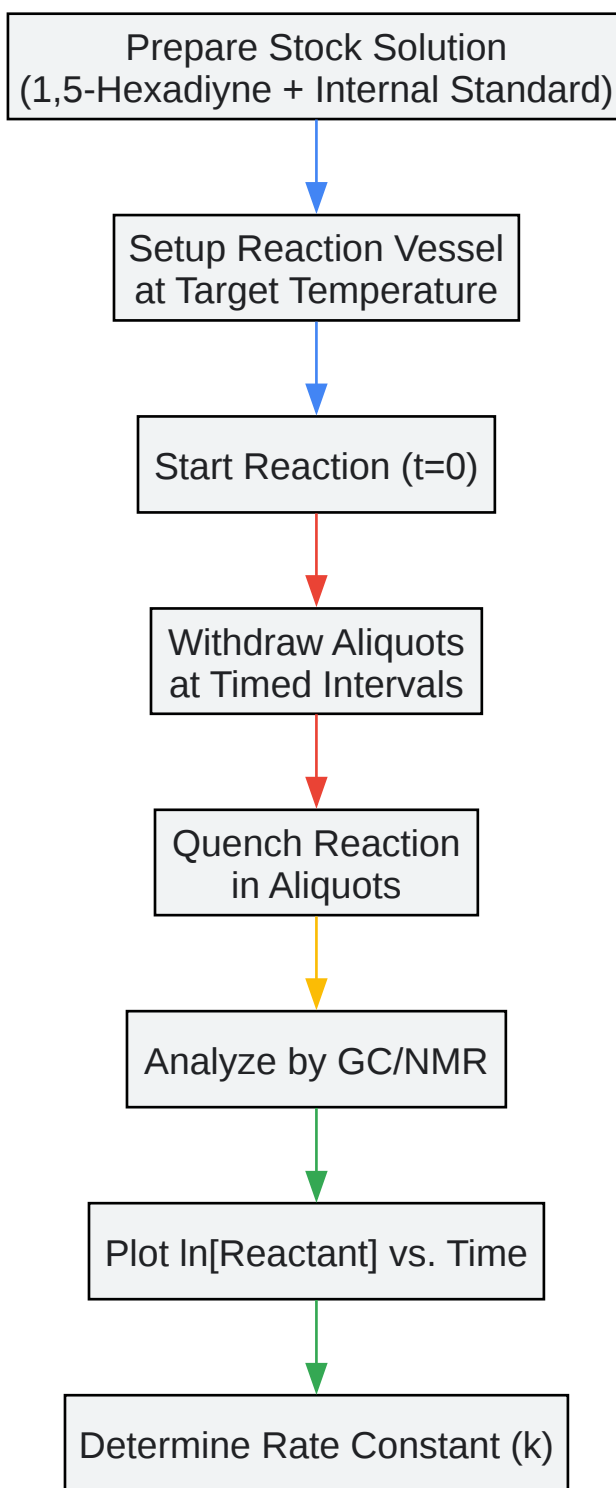 Prepare Stock Solution
(1,5-Hexadiyne + Internal Standard)
Setup Reaction Vessel
at Target Temperature
Start Reaction (t=0)
Withdraw Aliquots
at Timed Intervals
Quench Reaction
in Aliquots
Analyze by GC/NMR
Plot ln[Reactant] vs. Time
Determine Rate Constant (k)